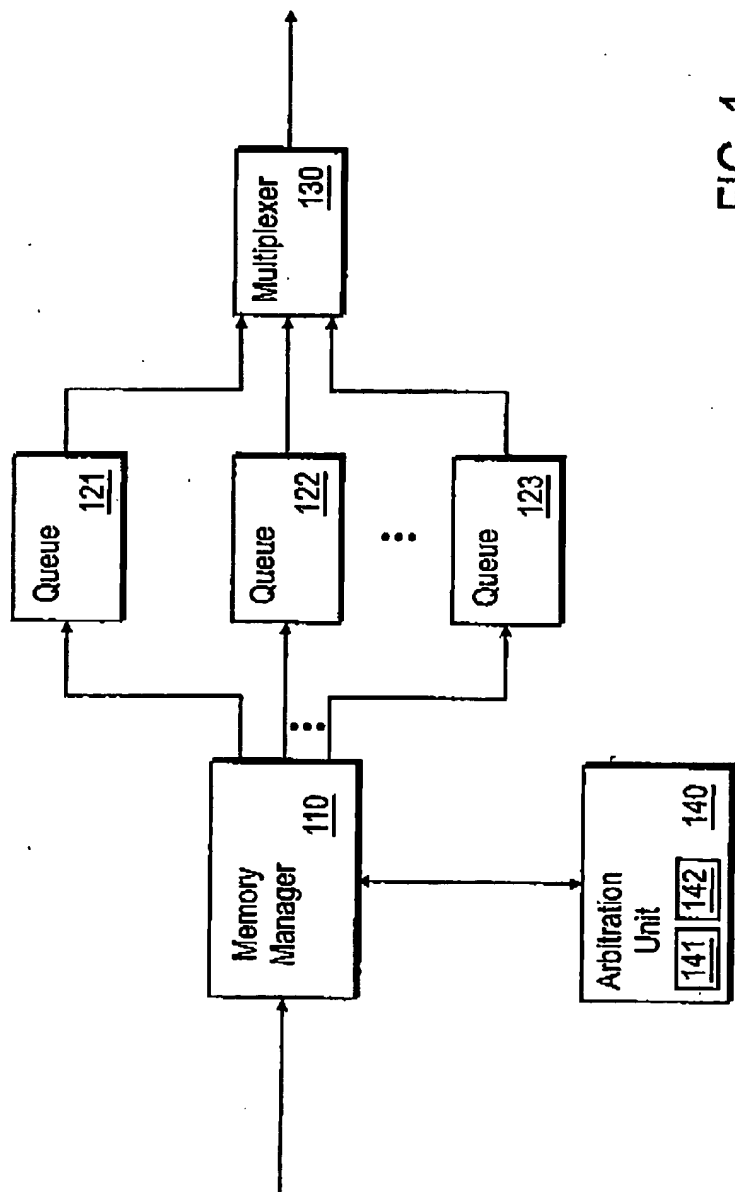 Memory
Manager
110
Queue
121
Queue
122
Queue
123
Multiplexer
130
Arbitration
Unit
141
142
140